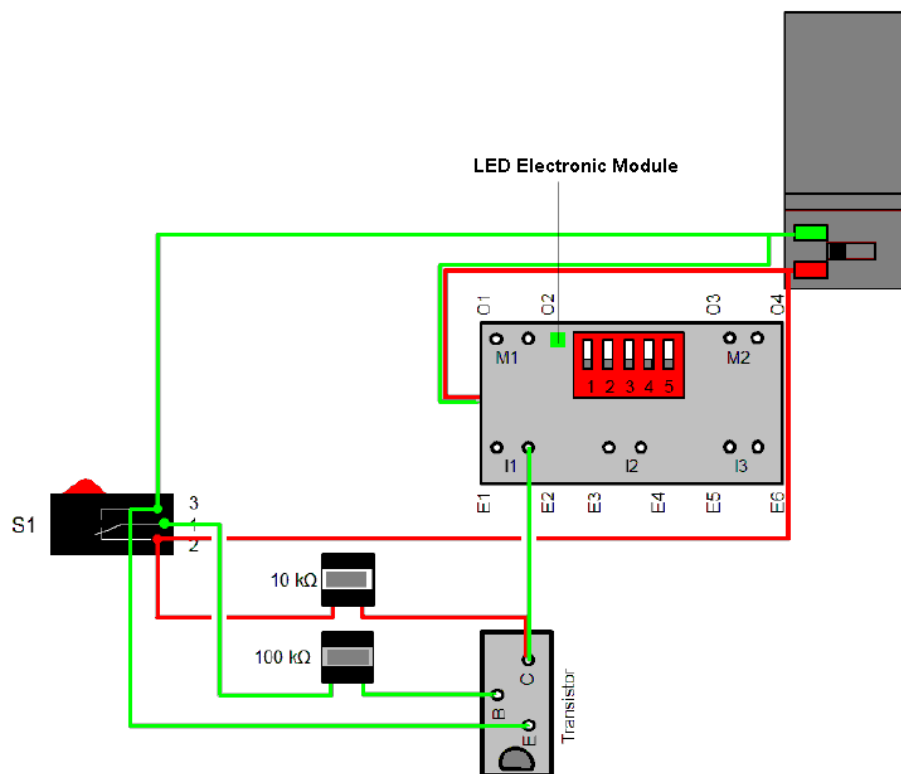 LED Electronic Module
O1
O2
O3
O4
M1
M2
1 2 3 4 5
I1
I2
I3
E1
E2
E3
E4
E5
E6
S1
3
1
2
10 kΩ
100 kΩ
C
B
E
Transistor